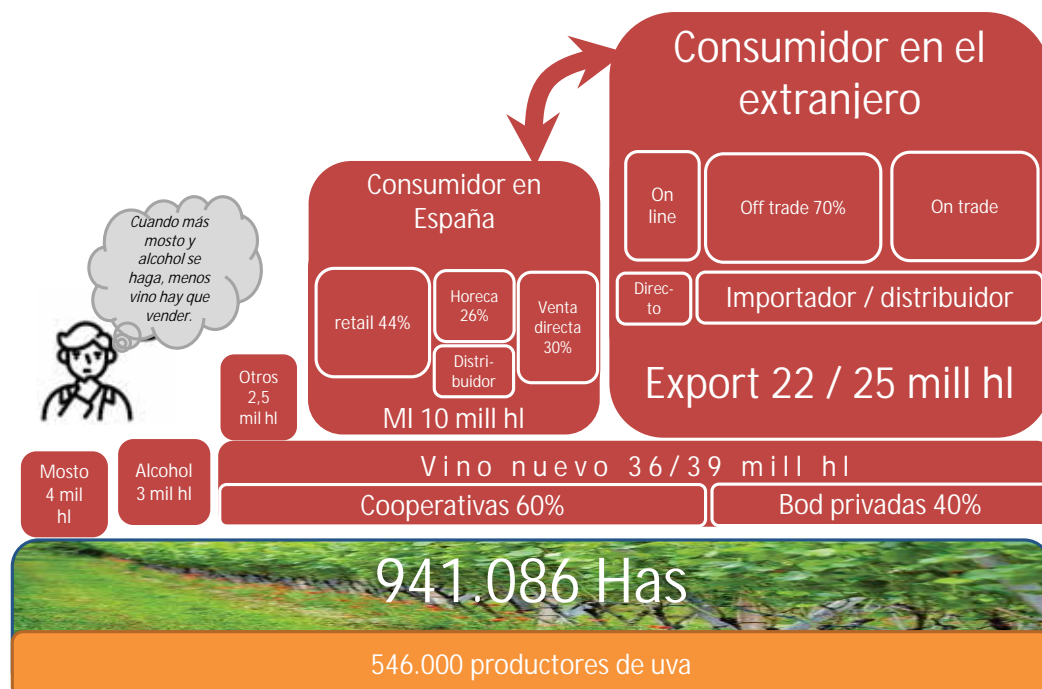 Consumidor en el
extranjero
On
line
Off trade 70%
On trade
Direc-
to
Importador / distribuidor
Export 22 / 25 mill hl
Consumidor en
España
retail 44%
Horeca
26%
Distri-
buidor
Venta
directa
30%
MI 10 mill hl
Cuando más
mosto y
alcohol se
haga, menos
vino hay que
vender.
Otros
2,5
mil hl
Mosto
4 mil
hl
Alcohol
3 mil hl
Vino nuevo 36/39 mill hl
Cooperativas 60%
Bod privadas 40%
941.086 Has
546.000 productores de uva